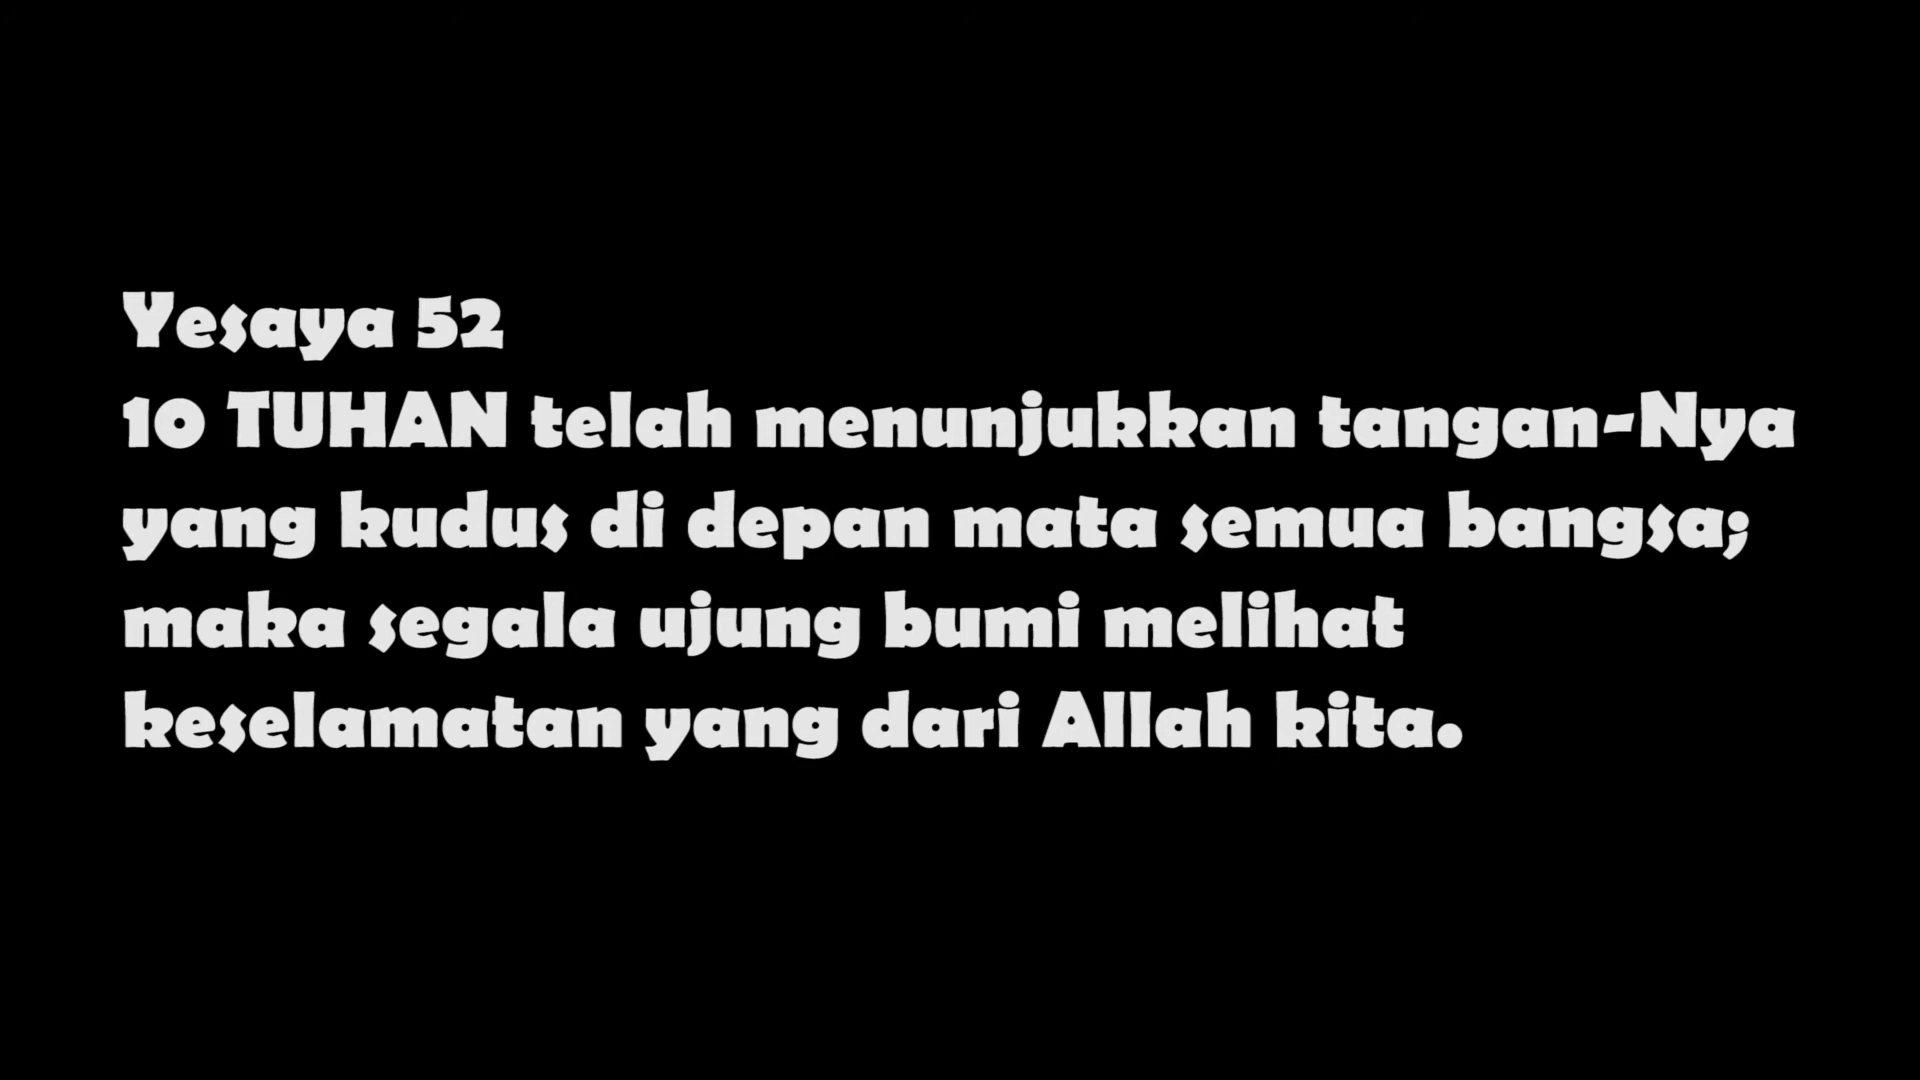 Yesaya 52
10 TUHAN telah menunjukkan tangan-Nya
yang kudus di depan mata semua bangsa;
maka segala ujung bumi melihat
keselamatan yang dari Allah kita.